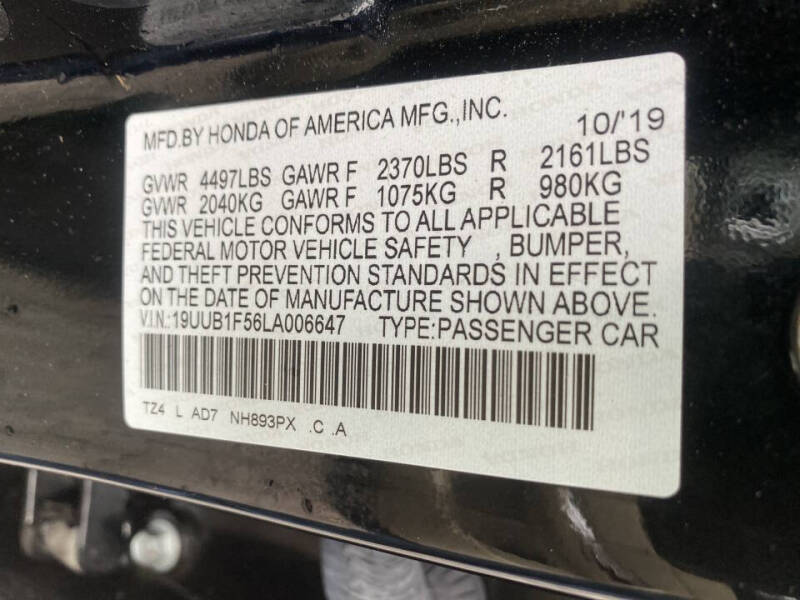 MFD.BY HONDA OF AMERICA MFG.,INC. 10/'19
GVWR 4497LBS GAWR F 2370LBS R 2161LBS
GVWR 2040KG GAWR F 1075KG R 980KG
THIS VEHICLE CONFORMS TO ALL APPLICABLE
FEDERAL MOTOR VEHICLE SAFETY , BUMPER,
AND THEFT PREVENTION STANDARDS IN EFFECT
ON THE DATE OF MANUFACTURE SHOWN ABOVE.
V.I.N.:19UUB1F56LA006647 TYPE:PASSENGER CAR
TZ4 L AD7 NH893PX .C .A